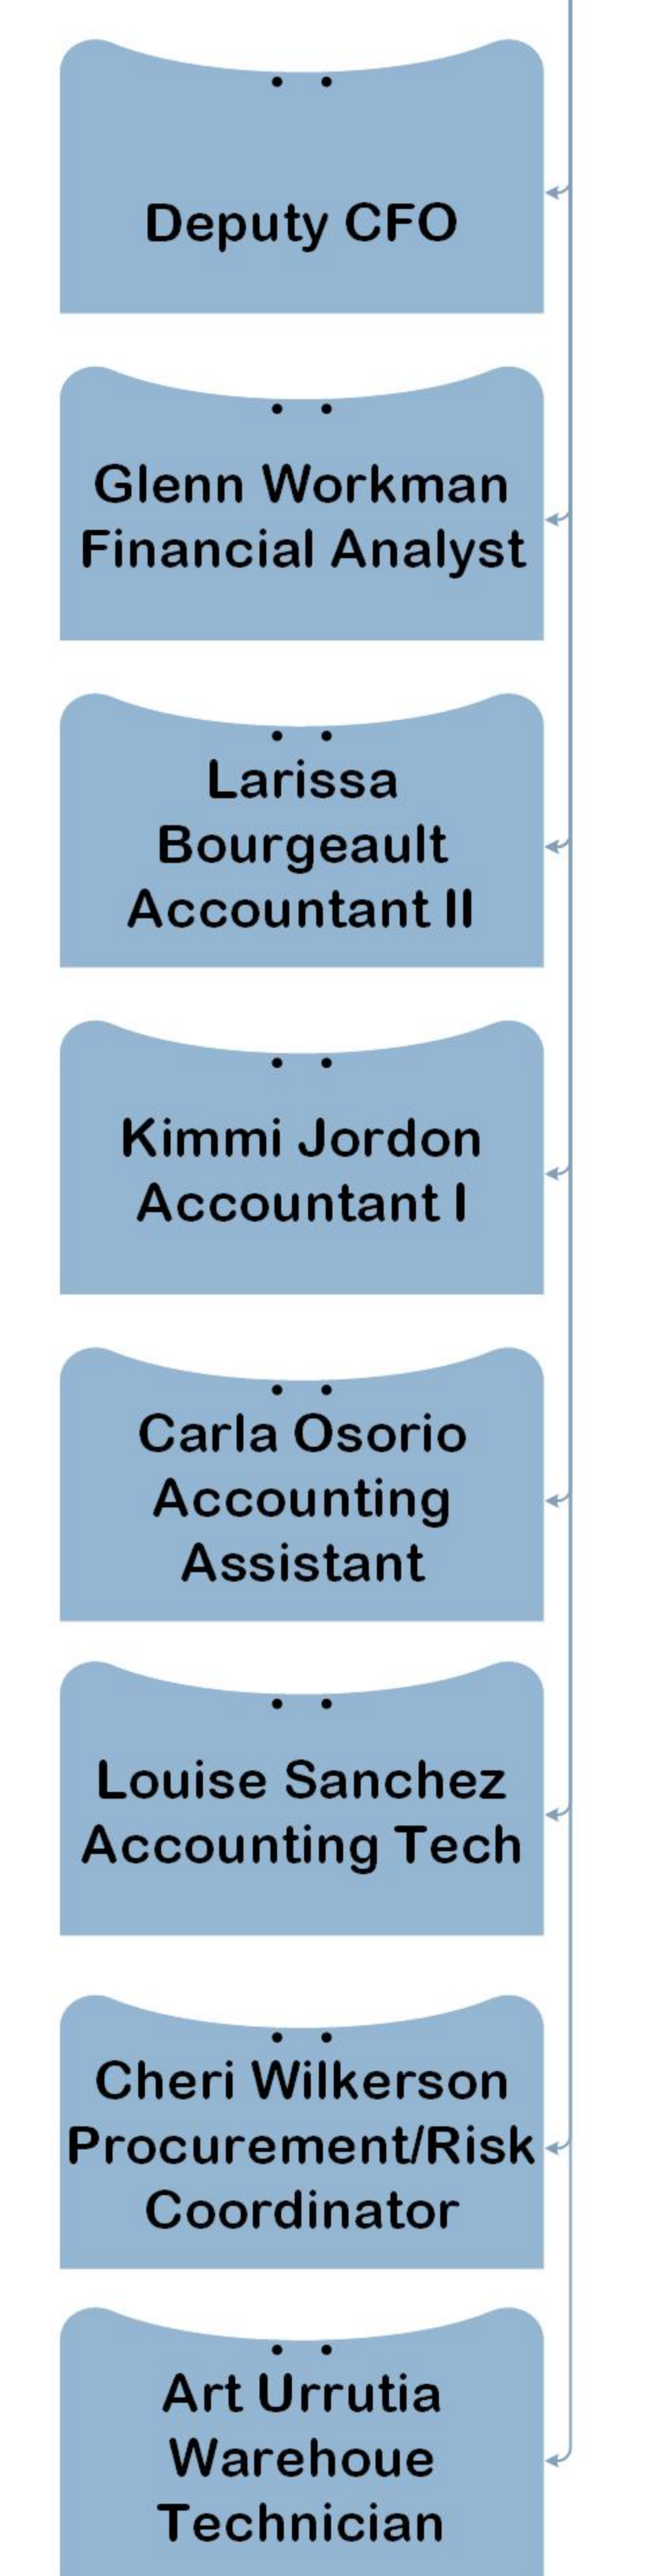 Deputy CFO
Glenn Workman
Financial Analyst
Larissa
Bourgeault
Accountant II
Kimmi Jordon
Accountant I
Carla Osorio
Accounting
Assistant
Louise Sanchez
Accounting Tech
Cheri Wilkerson
Procurement/Risk
Coordinator
Art Urrutia
Warehoue
Technician